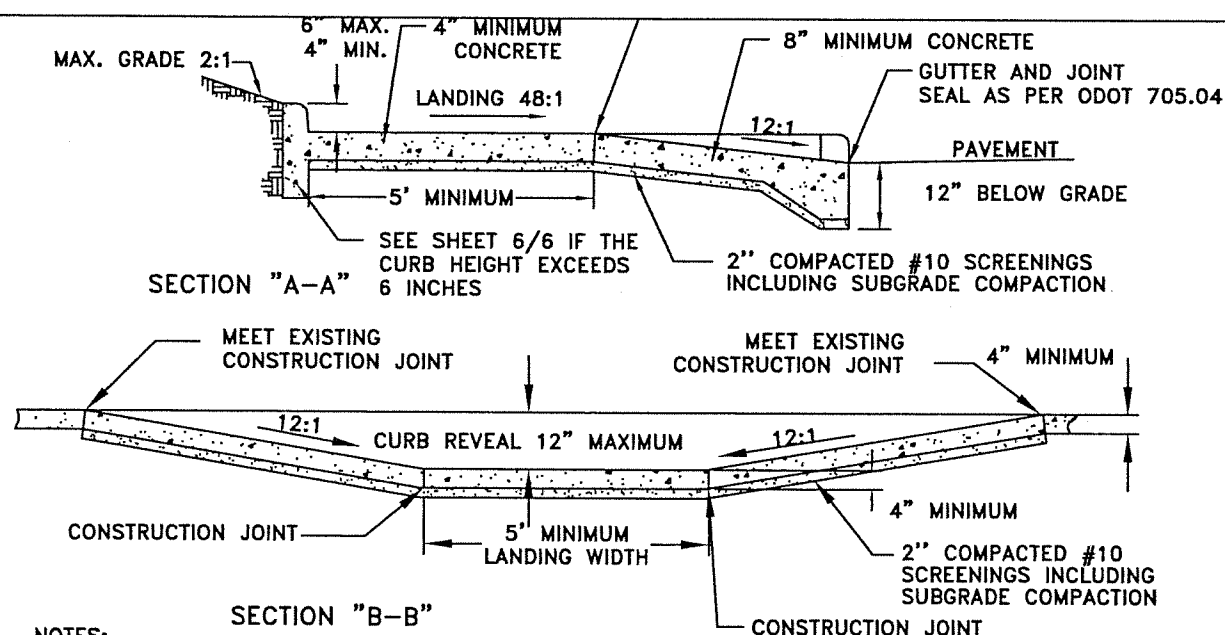 6" MAX.
4" MIN.
4" MINIMUM
CONCRETE
8" MINIMUM CONCRETE
MAX. GRADE 2:1
GUTTER AND JOINT
SEAL AS PER ODOT 705.04
LANDING 48:1
12:1
PAVEMENT
5' MINIMUM
12" BELOW GRADE
SEE SHEET 6/6 IF THE
CURB HEIGHT EXCEEDS
6 INCHES
2" COMPACTED #10 SCREENINGS
INCLUDING SUBGRADE COMPACTION
SECTION "A-A"
MEET EXISTING
CONSTRUCTION JOINT
MEET EXISTING
CONSTRUCTION JOINT
4" MINIMUM
12:1
CURB REVEAL 12" MAXIMUM
12:1
CONSTRUCTION JOINT
5' MINIMUM
LANDING WIDTH
4" MINIMUM
2" COMPACTED #10
SCREENINGS INCLUDING
SUBGRADE COMPACTION
SECTION "B-B"
CONSTRUCTION JOINT
NOTES: